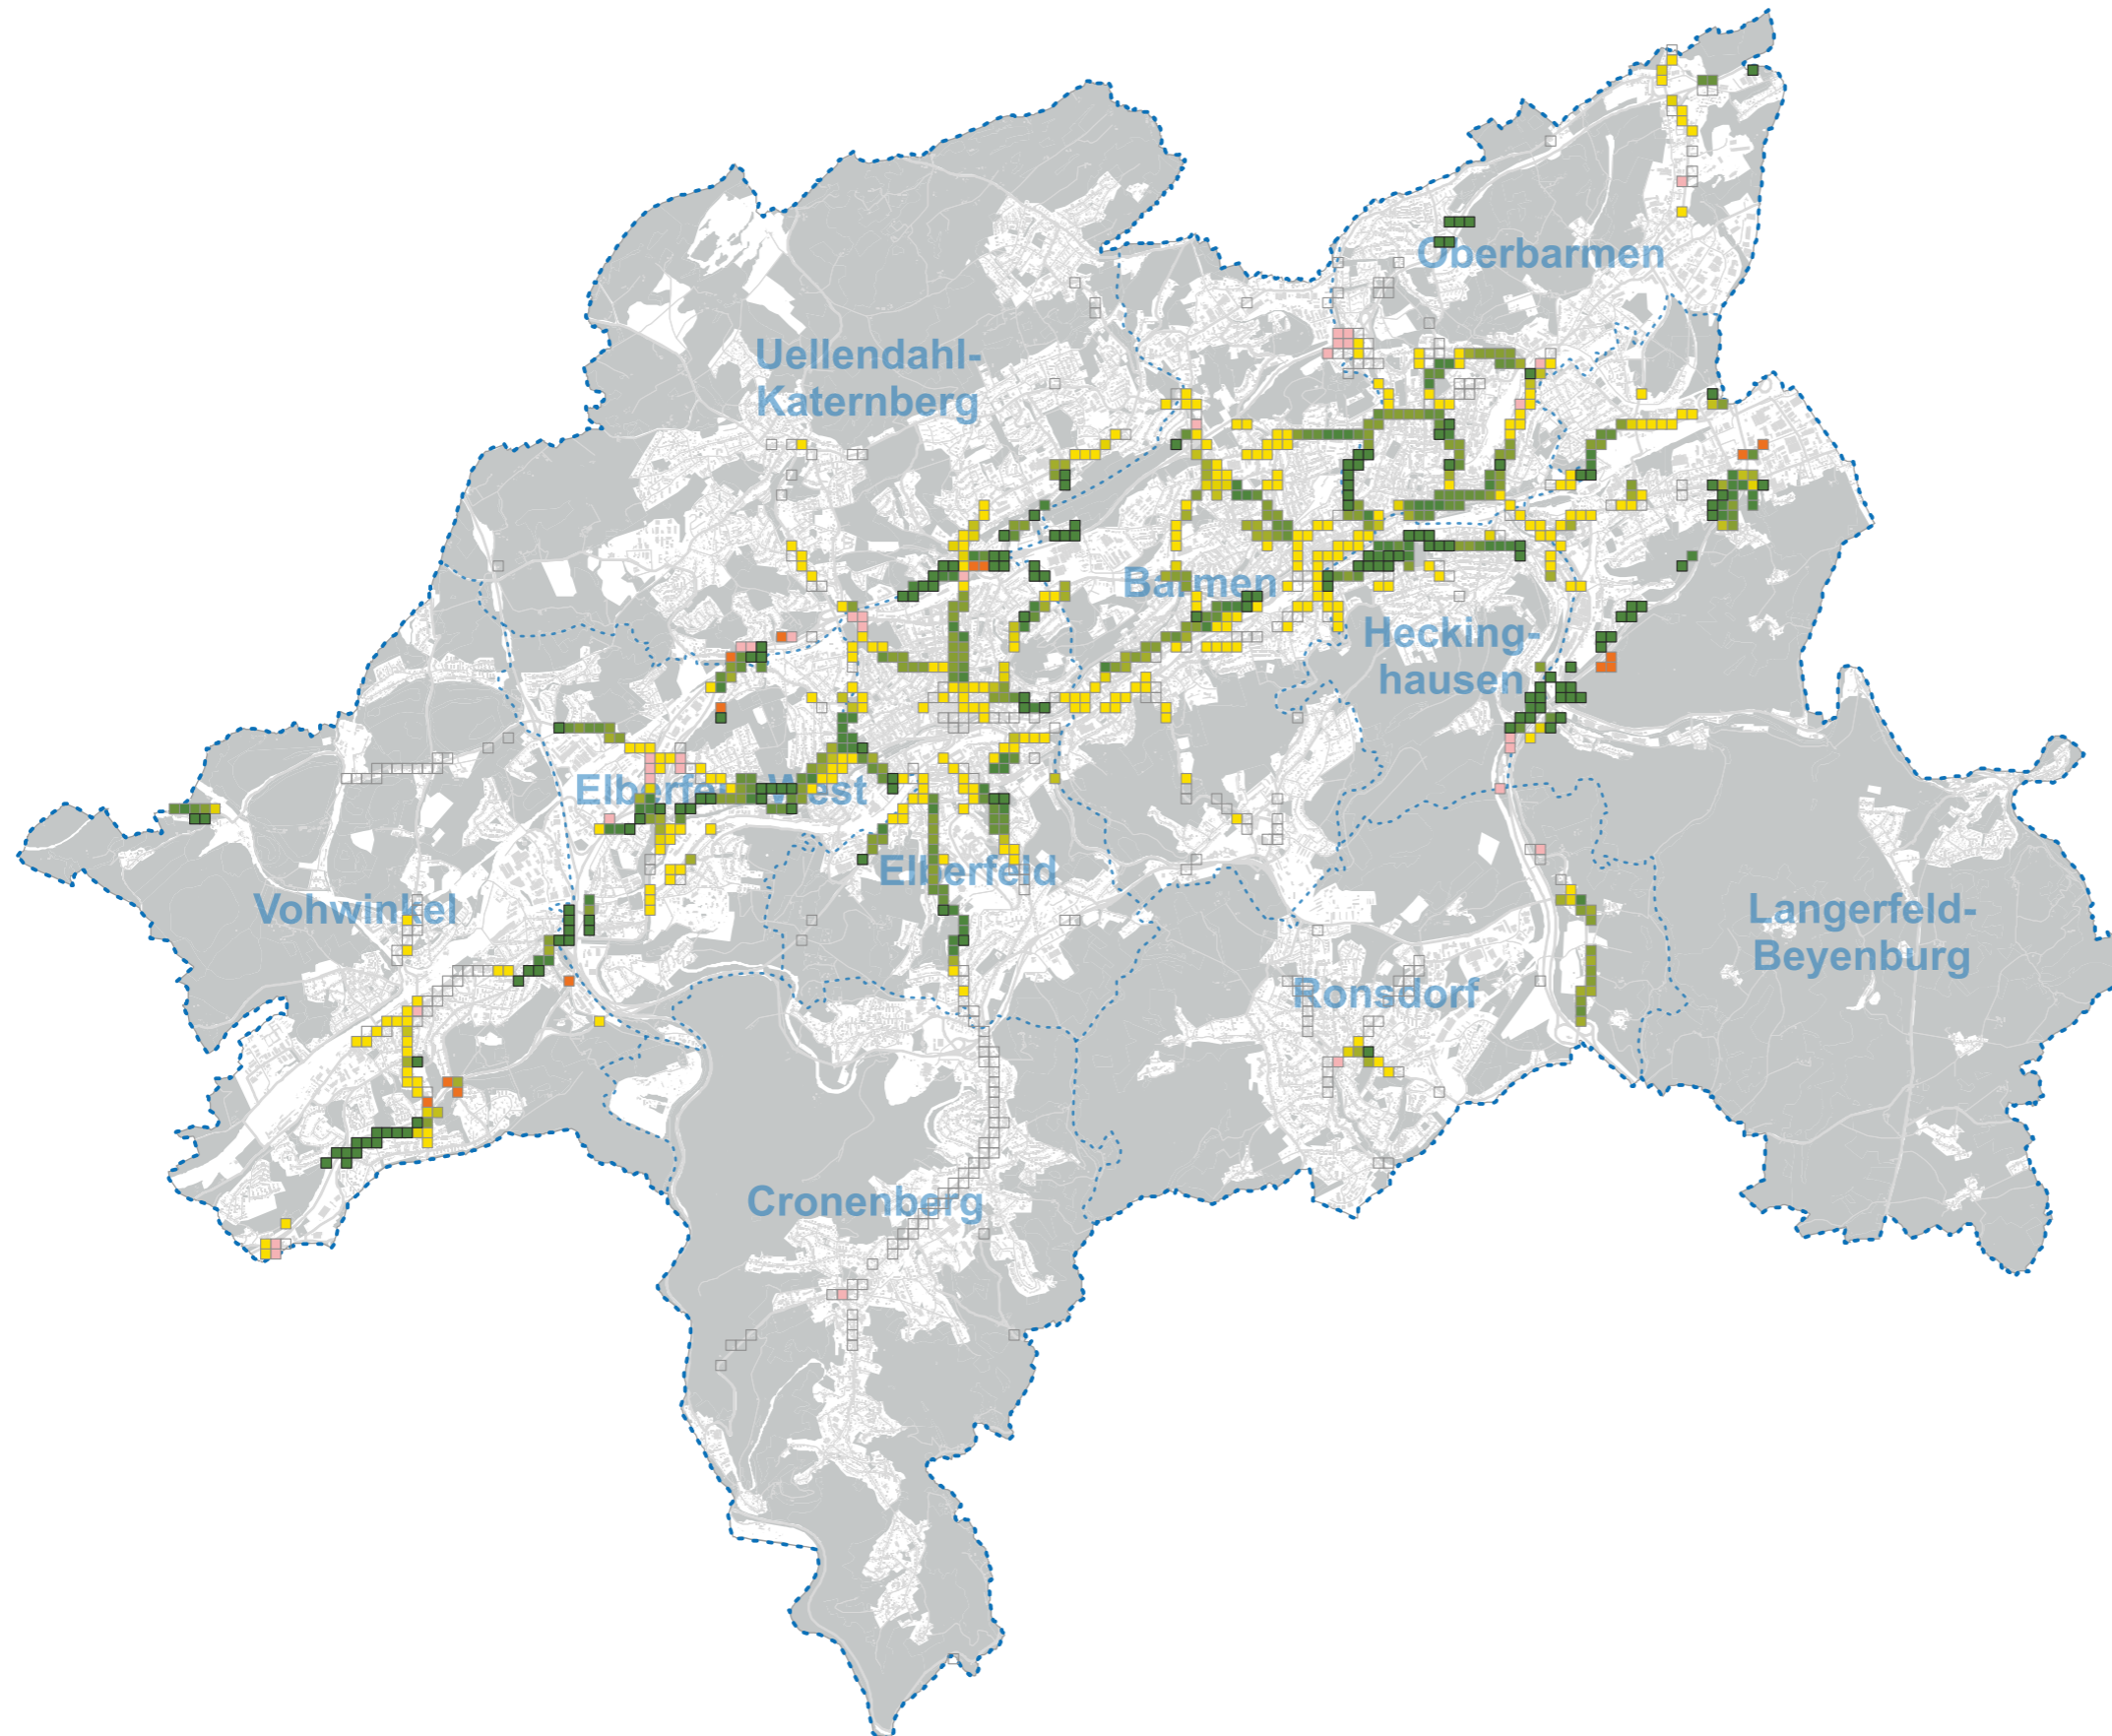 Oberbarmen
Uellendahl-
Katernberg
Barmen
Hecking-
hausen
Elberfeld West
Elberfeld
Vohwinkel
Langerfeld-
Beyenburg
Ronsdorf
Cronenberg